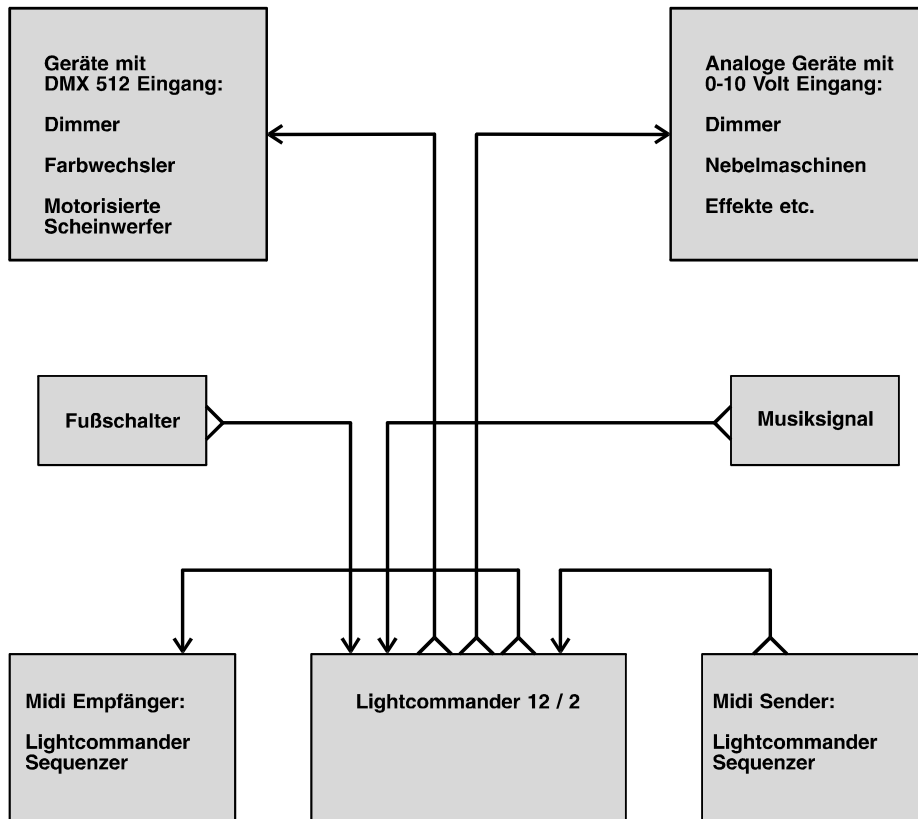 Geräte mit
DMX 512 Eingang:
Dimmer
Farbwechsler
Motorisierte
Scheinwerfer
Analoge Geräte mit
0-10 Volt Eingang:
Dimmer
Nebelmaschinen
Effekte etc.
Fußschalter
Musiksignal
Midi Empfänger:
Lightcommander
Sequenzer
Lightcommander 12 / 2
Midi Sender:
Lightcommander
Sequenzer